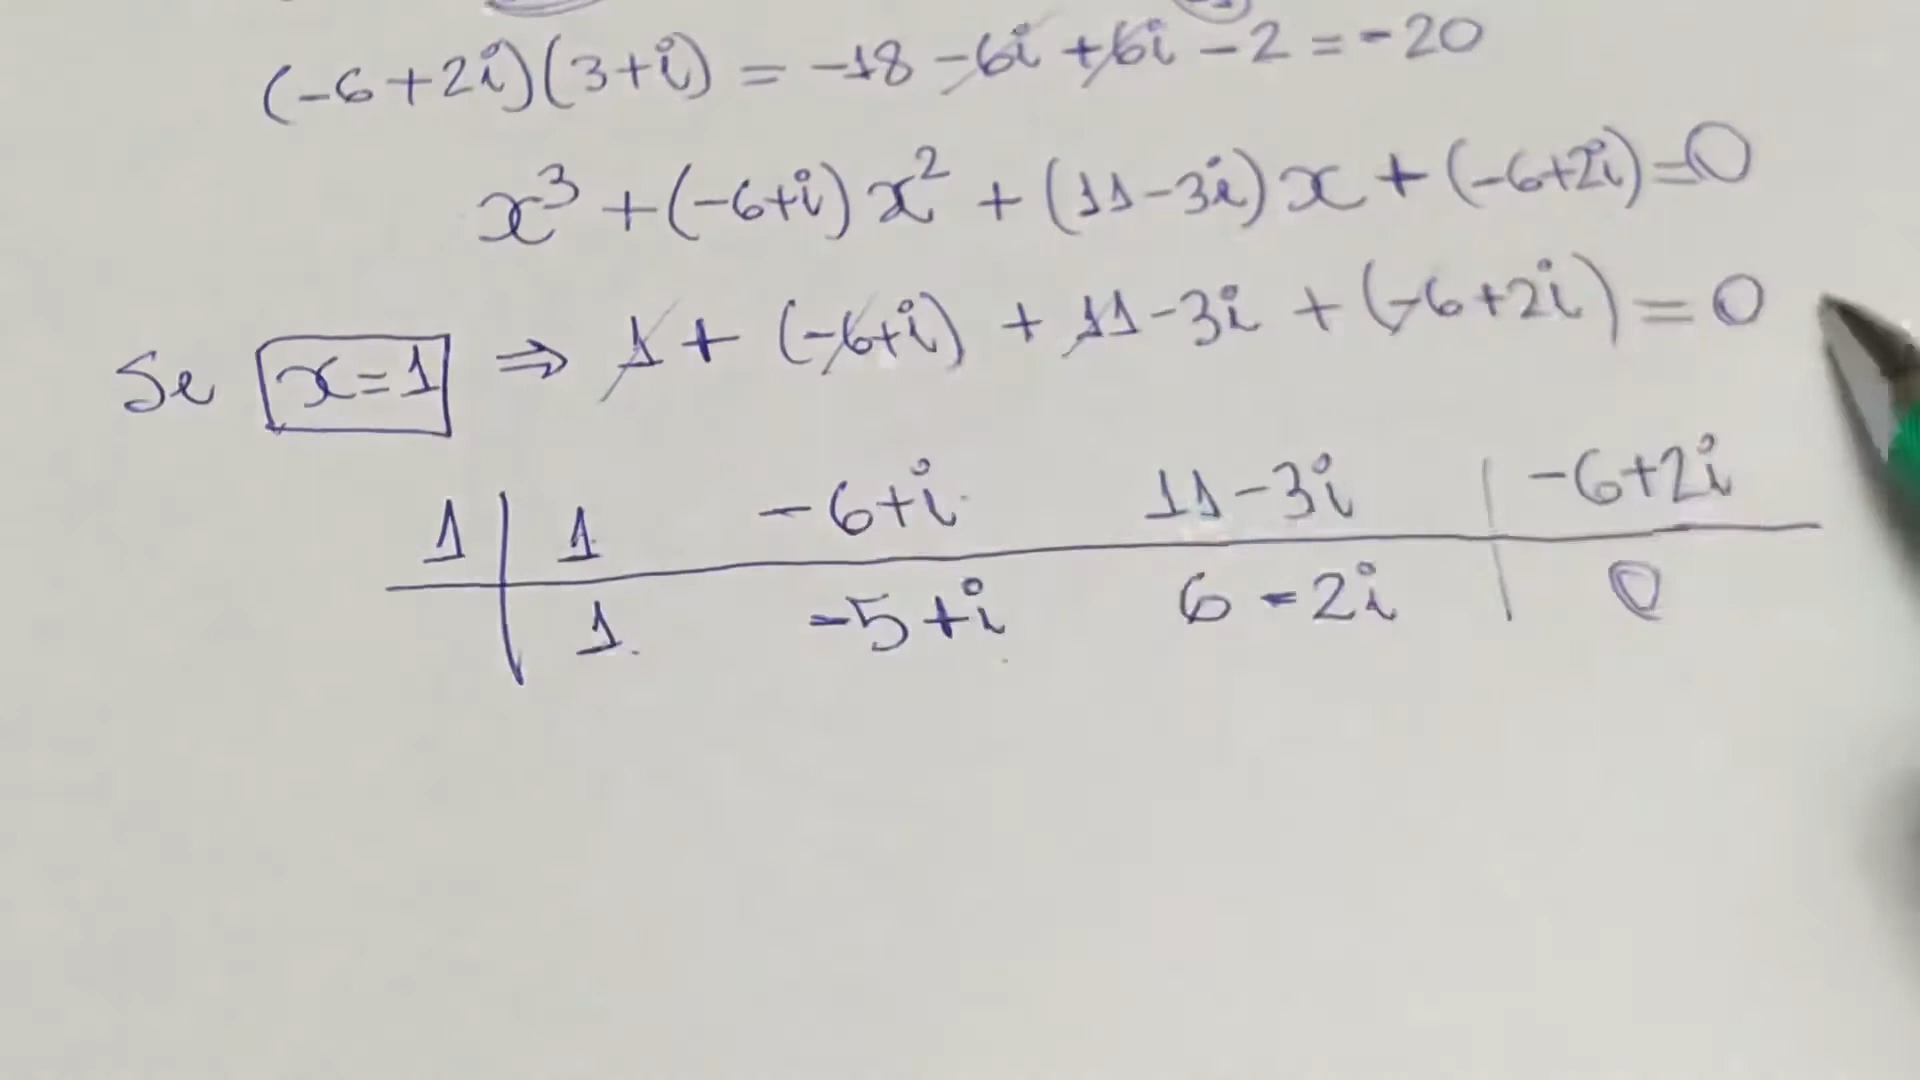 (-6+2i)(3+i) = -18 -6i +6i -2 = -20
x³ + (-6+i) x² + (11-3i) x + (-6+2i)=0
Se x=1 ⇒ 1 + (-6+i) + 11-3i + (-6+2i) = 0
1 | 1 -6+i 11-3i | -6+2i
1 -5+i 6-2i | 0